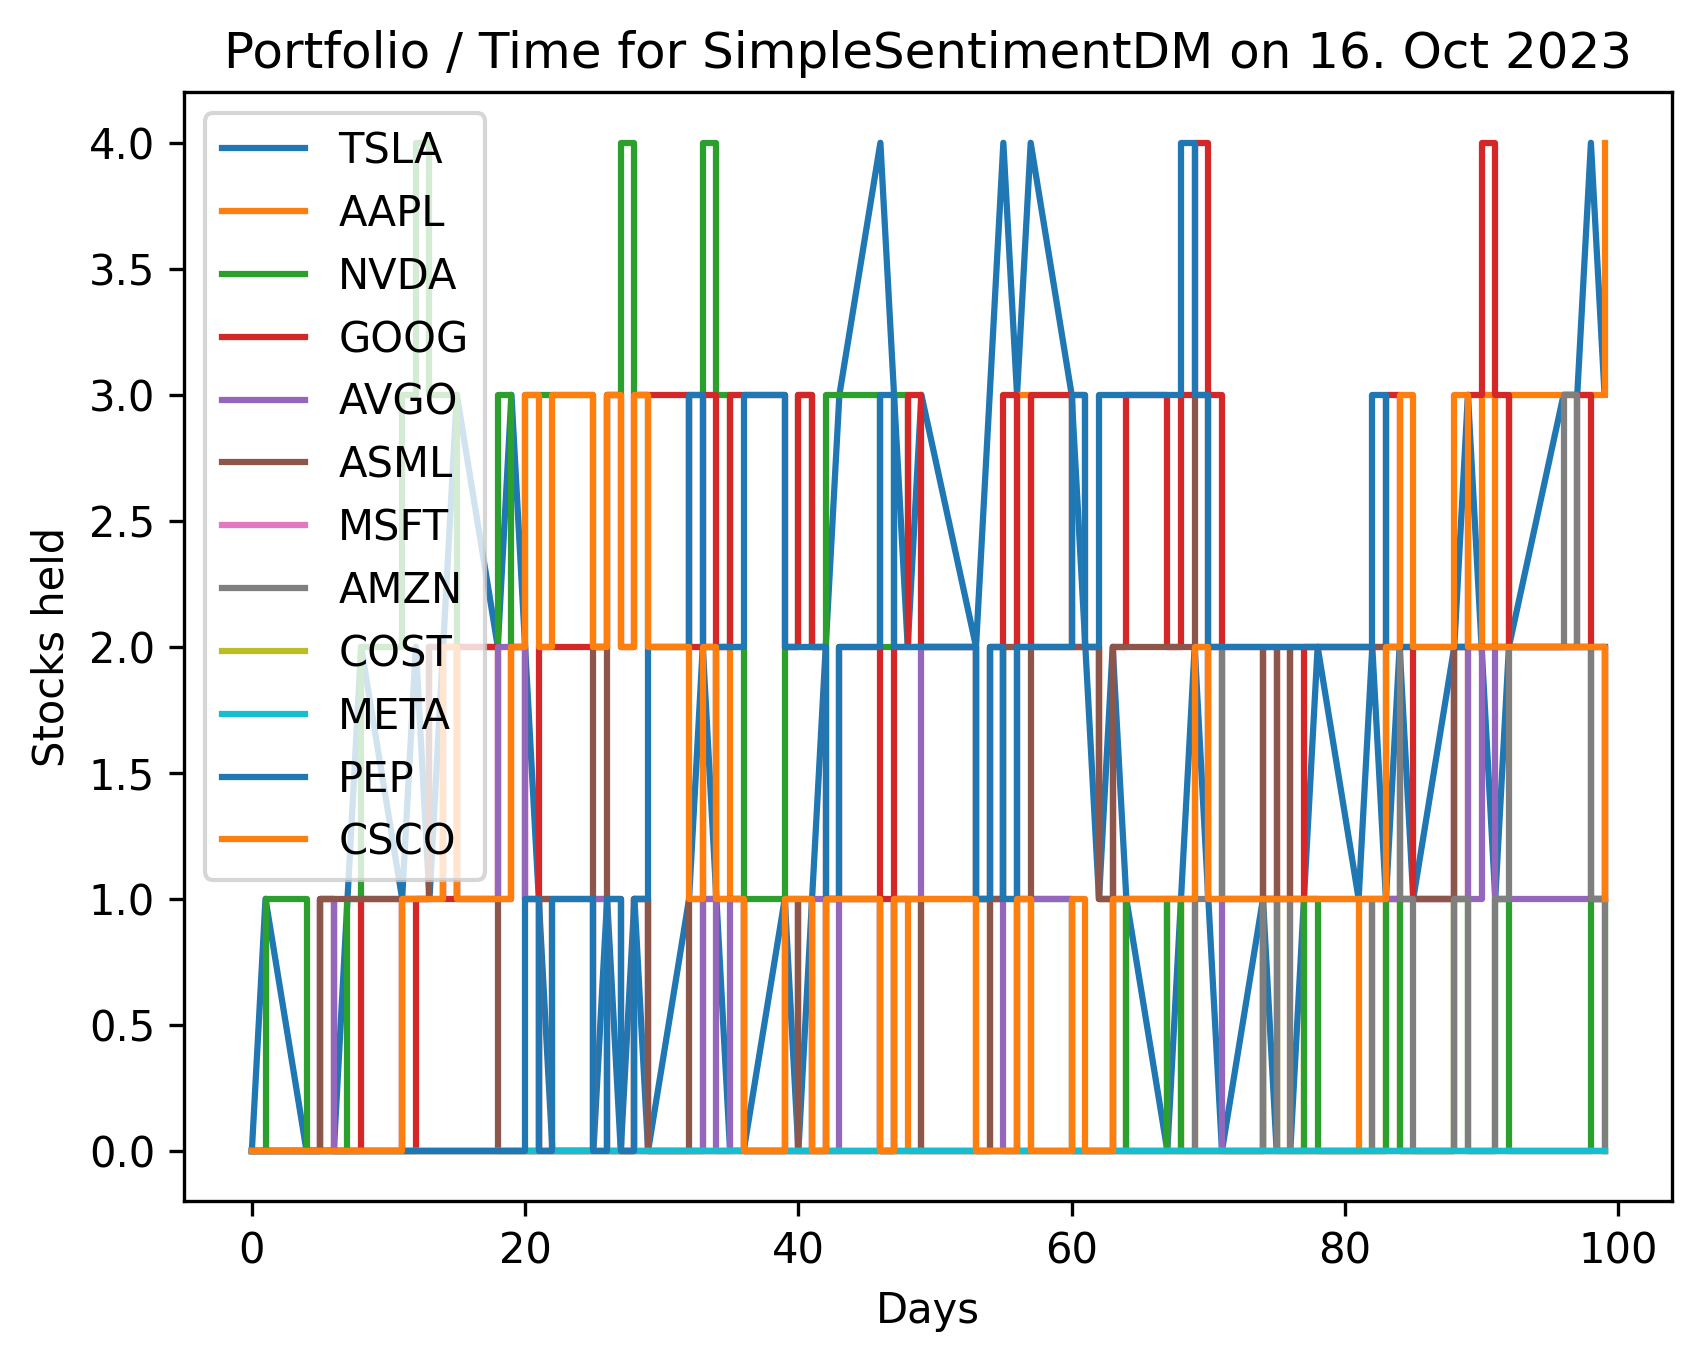 Portfolio / Time for SimpleSentimentDM on 16. Oct 2023
4.0
3.5
3.0
2.5
2.0
1.5
1.0
0.5
0.0
Stocks held
TSLA
AAPL
NVDA
GOOG
AVGO
ASML
MSFT
AMZN
COST
META
PEP
CSCO
0
20
40
60
80
100
Days